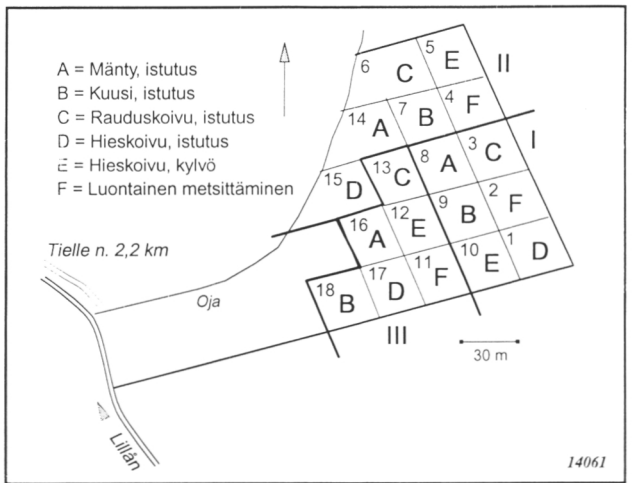 A = Mänty, istutus
B = Kuusi, istutus
C = Rauduskoivu, istutus
D = Hieskoivu, istutus
E = Hieskoivu, kylvö
F = Luontainen metsittäminen
5 E
6 C
II
4 F
7 B
14 A
I
3 C
8 A
13 C
15 D
2 F
9 B
12 E
16 A
1 D
10 E
11 F
17 D
18 B
III
Tielle n. 2,2 km
Oja
30 m
Lillån
14061